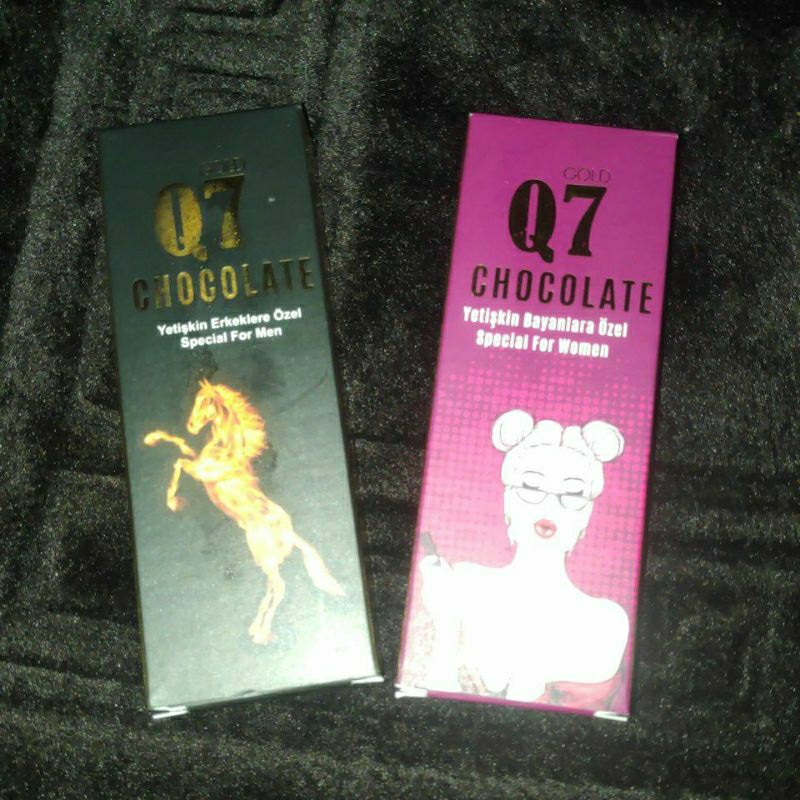 GOLD
Q7
CHOCOLATE
Yetişkin Erkeklere Özel
Special For Men
GOLD
Q7
CHOCOLATE
Yetişkin Bayanlara Özel
Special For Women